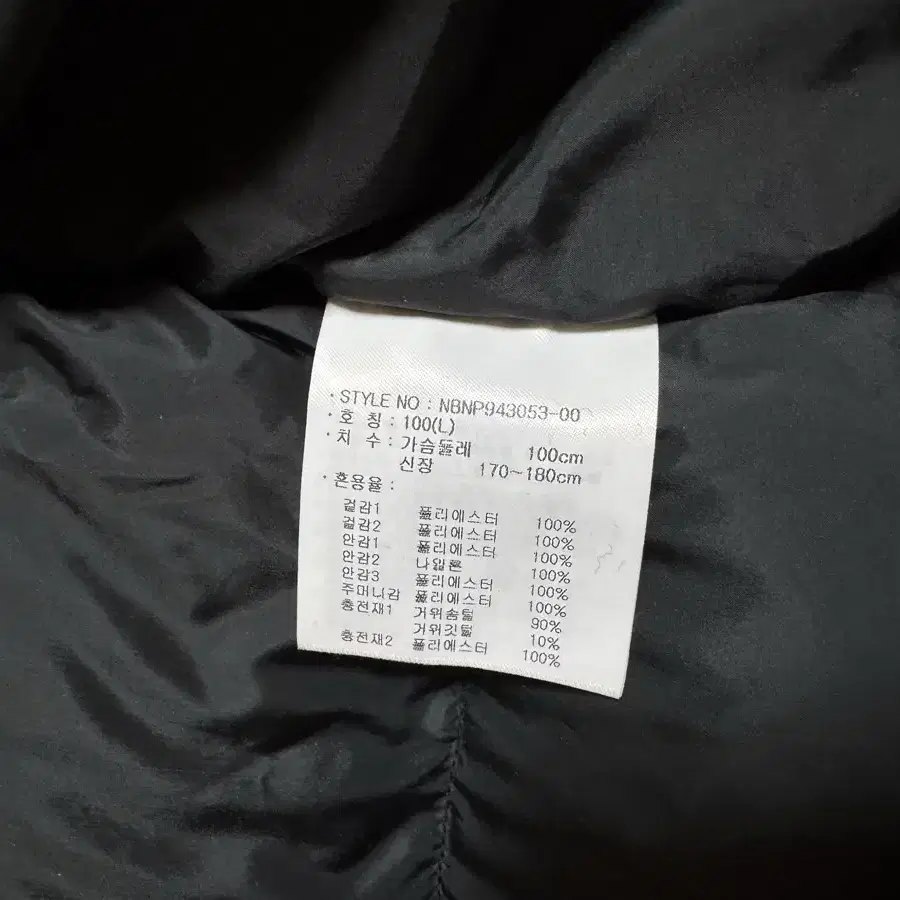 · STYLE NO : NBNP943053-00
· 호 칭 : 100(L)
· 치 수 : 가슴둘레 100cm
신장 170~180cm
· 혼용율 :
겉감1 폴리에스터 100%
겉감2 폴리에스터 100%
안감1 폴리에스터 100%
안감2 나일론 100%
안감3 폴리에스터 100%
주머니감 폴리에스터 100%
충전재1 거위솜털 90%
거위깃털 10%
충전재2 폴리에스터 100%